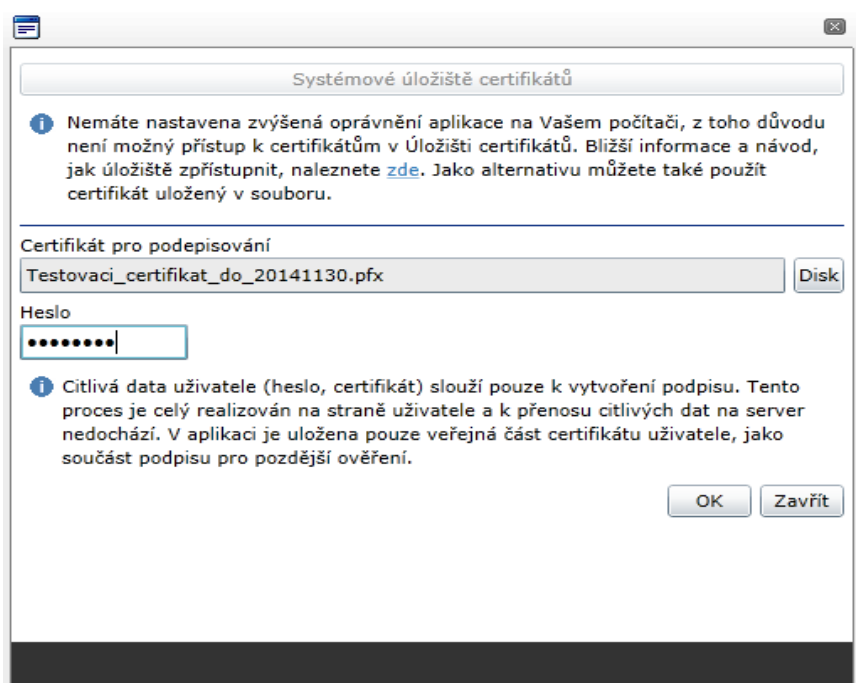 Systémové úložiště certifikátů
Nemáte nastavena zvýšená oprávnění aplikace na Vašem počítači, z toho důvodu
není možný přístup k certifikátům v Úložišti certifikátů. Bližší informace a návod,
jak úložiště zpřístupnit, naleznete zde. Jako alternativu můžete také použít
certifikát uložený v souboru.
Certifikát pro podepisování
Testovaci_certifikat_do_20141130.pfx
Disk
Heslo
••••••••
Citlivá data uživatele (heslo, certifikát) slouží pouze k vytvoření podpisu. Tento
proces je celý realizován na straně uživatele a k přenosu citlivých dat na server
nedochází. V aplikaci je uložena pouze veřejná část certifikátu uživatele, jako
součást podpisu pro pozdější ověření.
OK
Zavřít